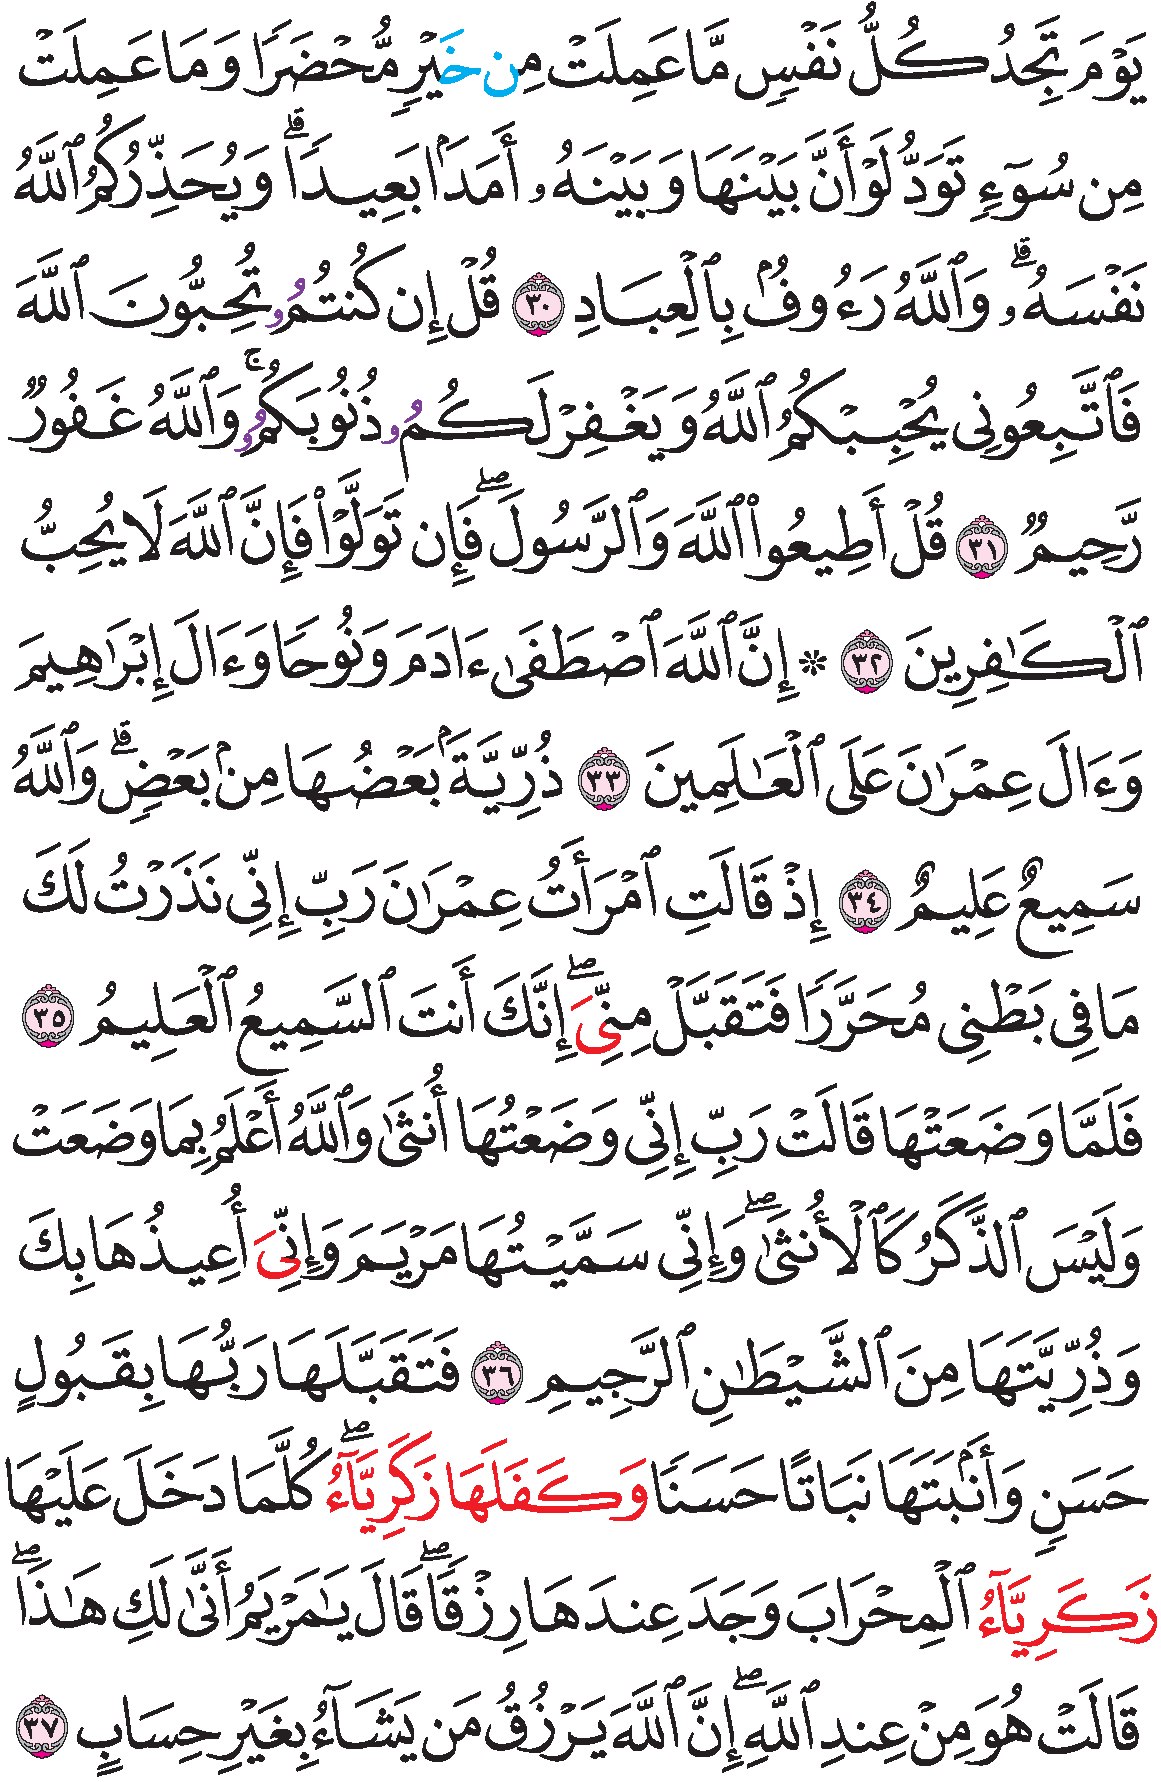 يَوْمَ تَجِدُ كُلُّ نَفْسٍ مَّا عَمِلَتْ مِن خَيْرٍ مُّحْضَرًا وَمَا عَمِلَتْ
مِن سُوٓءٍ تَوَدُّ لَوْ أَنَّ بَيْنَهَا وَبَيْنَهُۥ أَمَدَۢا بَعِيدًاۗ وَيُحَذِّرُكُمُ ٱللَّهُ
نَفْسَهُۥۗ وَٱللَّهُ رَءُوفُۢ بِٱلْعِبَادِ ٣٠ قُلْ إِن كُنتُمُۥ تُحِبُّونَ ٱللَّهَ
فَٱتَّبِعُونِى يُحْبِبْكُمُ ٱللَّهُ وَيَغْفِرْ لَكُمُۥ ذُنُوبَكُمُۥۚ وَٱللَّهُ غَفُورٌ
رَّحِيمٌ ٣١ قُلْ أَطِيعُوا۟ ٱللَّهَ وَٱلرَّسُولَۖ فَإِن تَوَلَّوْا۟ فَإِنَّ ٱللَّهَ لَا يُحِبُّ
ٱلْكَـٰفِرِينَ ٣٢ ۞ إِنَّ ٱللَّهَ ٱصْطَفَىٰ ءَادَمَ وَنُوحًا وَءَالَ إِبْرَٰهِيمَ
وَءَالَ عِمْرَٰنَ عَلَى ٱلْعَـٰلَمِينَ ٣٣ ذُرِّيَّةَۢ بَعْضُهَا مِنۢ بَعْضٍۗ وَٱللَّهُ
سَمِيعٌ عَلِيمٌ ٣٤ إِذْ قَالَتِ ٱمْرَأَتُ عِمْرَٰنَ رَبِّ إِنِّى نَذَرْتُ لَكَ
مَا فِى بَطْنِى مُحَرَّرًا فَتَقَبَّلْ مِنِّىَۖ إِنَّكَ أَنتَ ٱلسَّمِيعُ ٱلْعَلِيمُ ٣٥
فَلَمَّا وَضَعَتْهَا قَالَتْ رَبِّ إِنِّى وَضَعْتُهَا أُنثَىٰ وَٱللَّهُ أَعْلَمُ بِمَا وَضَعَتْ
وَلَيْسَ ٱلذَّكَرُ كَٱلْأُنثَىٰۖ وَإِنِّى سَمَّيْتُهَا مَرْيَمَ وَإِنِّىَ أُعِيذُهَا بِكَ
وَذُرِّيَّتَهَا مِنَ ٱلشَّيْطَـٰنِ ٱلرَّجِيمِ ٣٦ فَتَقَبَّلَهَا رَبُّهَا بِقَبُولٍ
حَسَنٍ وَأَنۢبَتَهَا نَبَاتًا حَسَنًا وَكَفَلَهَا زَكَرِيَّآءُۖ كُلَّمَا دَخَلَ عَلَيْهَا
زَكَرِيَّآءُ ٱلْمِحْرَابَ وَجَدَ عِندَهَا رِزْقًاۖ قَالَ يَـٰمَرْيَمُ أَنَّىٰ لَكِ هَـٰذَاۖ
قَالَتْ هُوَ مِنْ عِندِ ٱللَّهِۖ إِنَّ ٱللَّهَ يَرْزُقُ مَن يَشَآءُ بِغَيْرِ حِسَابٍ ٣٧